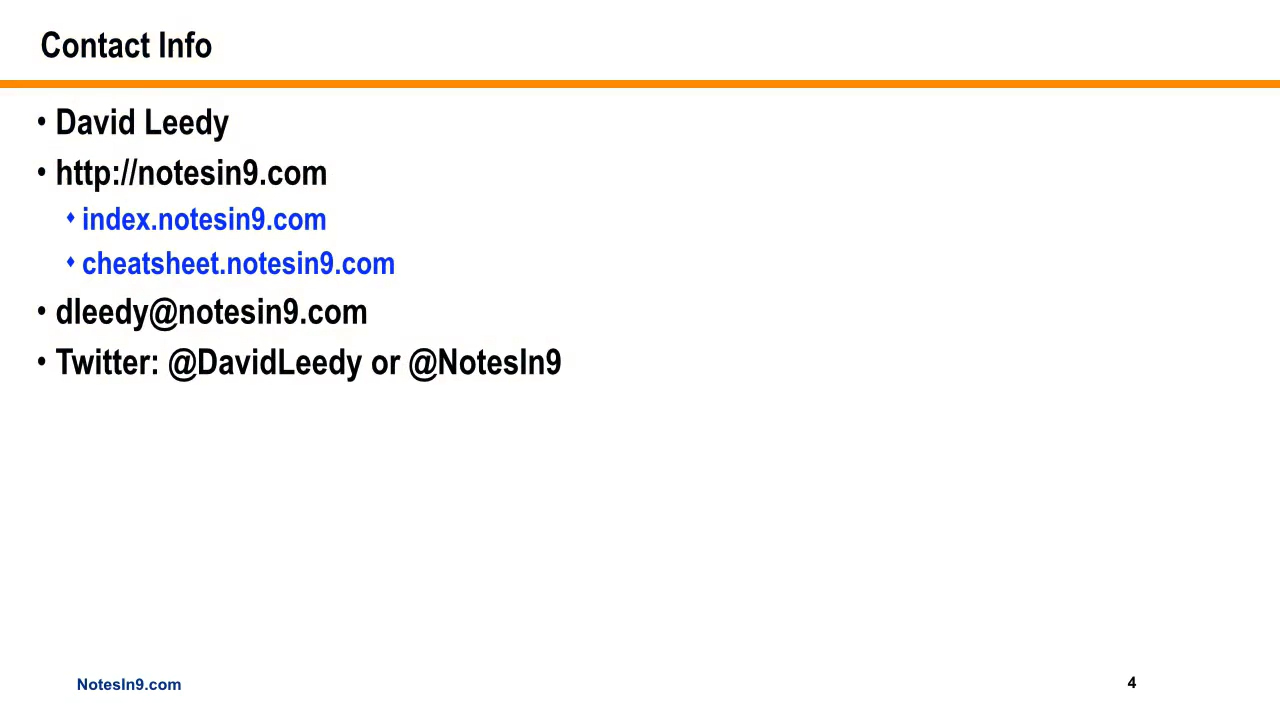 Contact Info
• David Leedy
• http://notesin9.com
♦ index.notesin9.com
♦ cheatsheet.notesin9.com
• dleedy@notesin9.com
• Twitter: @DavidLeedy or @NotesIn9
NotesIn9.com
4